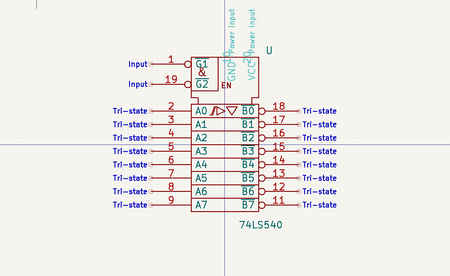 Power Input
Power Input
10
20
U
GND
VCC
Input 1 G1
&
Input 19 G2
EN
Tri-state 2 A0 B0 18 Tri-state
Tri-state 3 A1 B1 17 Tri-state
Tri-state 4 A2 B2 16 Tri-state
Tri-state 5 A3 B3 15 Tri-state
Tri-state 6 A4 B4 14 Tri-state
Tri-state 7 A5 B5 13 Tri-state
Tri-state 8 A6 B6 12 Tri-state
Tri-state 9 A7 B7 11 Tri-state
74LS540